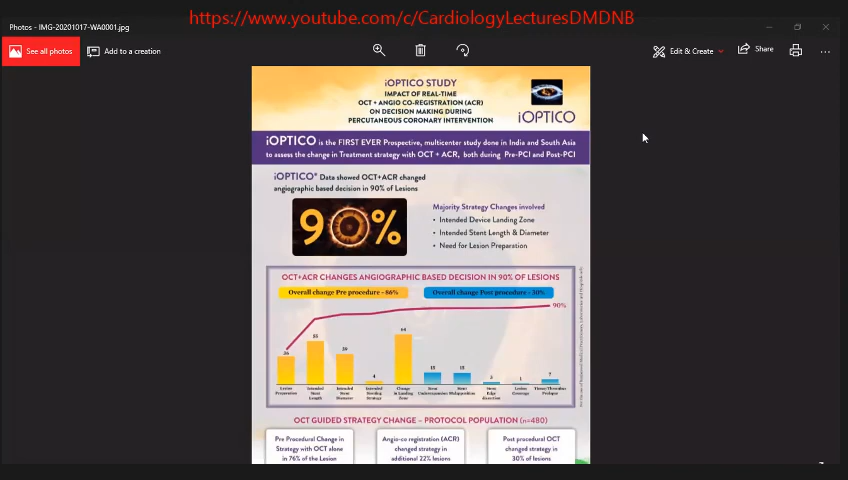 https://www.youtube.com/c/CardiologyLecturesDMDNB
Photos - IMG-20201017-WA0001.jpg
See all photos
Add to a creation
Edit & Create
Share
iOPTICO STUDY
IMPACT OF REAL-TIME
OCT + ANGIO CO-REGISTRATION (ACR)
ON DECISION MAKING DURING
PERCUTANEOUS CORONARY INTERVENTION
iOPTICO
iOPTICO is the FIRST EVER Prospective, multicenter study done in India and South Asia
to assess the change in Treatment strategy with OCT + ACR, both during Pre-PCI and Post-PCI
iOPTICO* Data showed OCT+ACR changed
angiographic based decision in 90% of Lesions
90%
Majority Strategy Changes involved
• Intended Device Landing Zone
• Intended Stent Length & Diameter
• Need for Lesion Preparation
OCT+ACR CHANGES ANGIOGRAPHIC BASED DECISION IN 90% OF LESIONS
Overall change Pre procedure - 86%
Overall change Post procedure - 30%
90%
Lesion Preparation
Intended Stent Length
Intended Stent Diameter
Intended Stenting Strategy
4
Change in Landing Zone
15
Stent Underexpansion
15
Stent Malapposition
Stent Edge dissection
1
Lesion Coverage
7
Tissue/Thrombus Prolapse
OCT GUIDED STRATEGY CHANGE – PROTOCOL POPULATION (n=480)
Pre Procedural Change in
Strategy with OCT alone
in 76% of the Lesion
Angio-co registration (ACR)
chenged strategy in
additional 22% lesions
Post procedural OCT
changed strategy in
30% of lesions